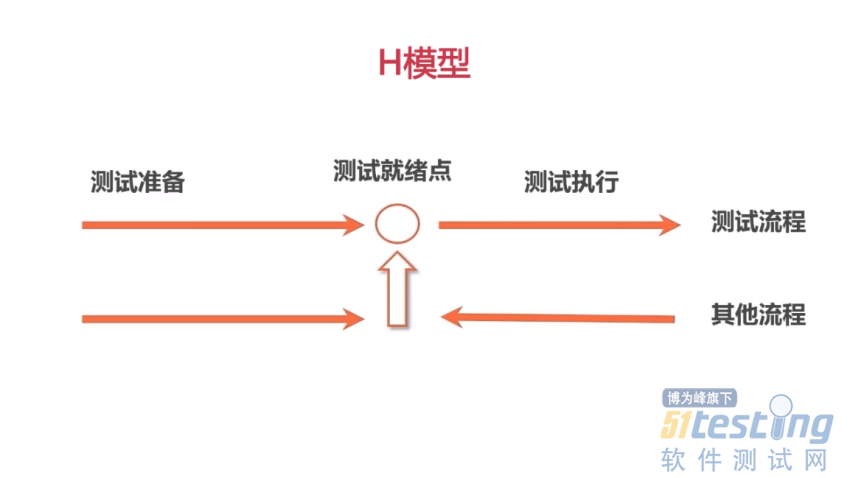 H模型
测试准备
测试就绪点
测试执行
测试流程
其他流程
博为峰旗下
51testing
软件测试网